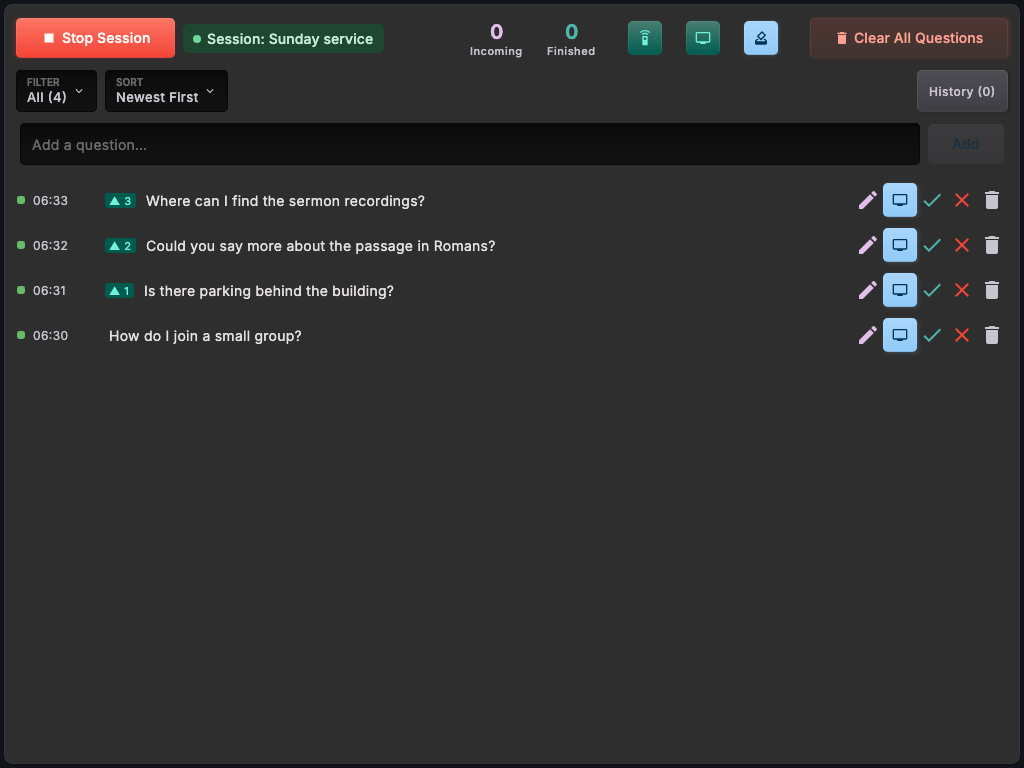 Stop Session
Session: Sunday service
0
Incoming
0
Finished
Clear All Questions
FILTER
All (4)
SORT
Newest First
History (0)
Add a question...
Add
06:33 3 Where can I find the sermon recordings?
06:32 2 Could you say more about the passage in Romans?
06:31 1 Is there parking behind the building?
06:30 How do I join a small group?